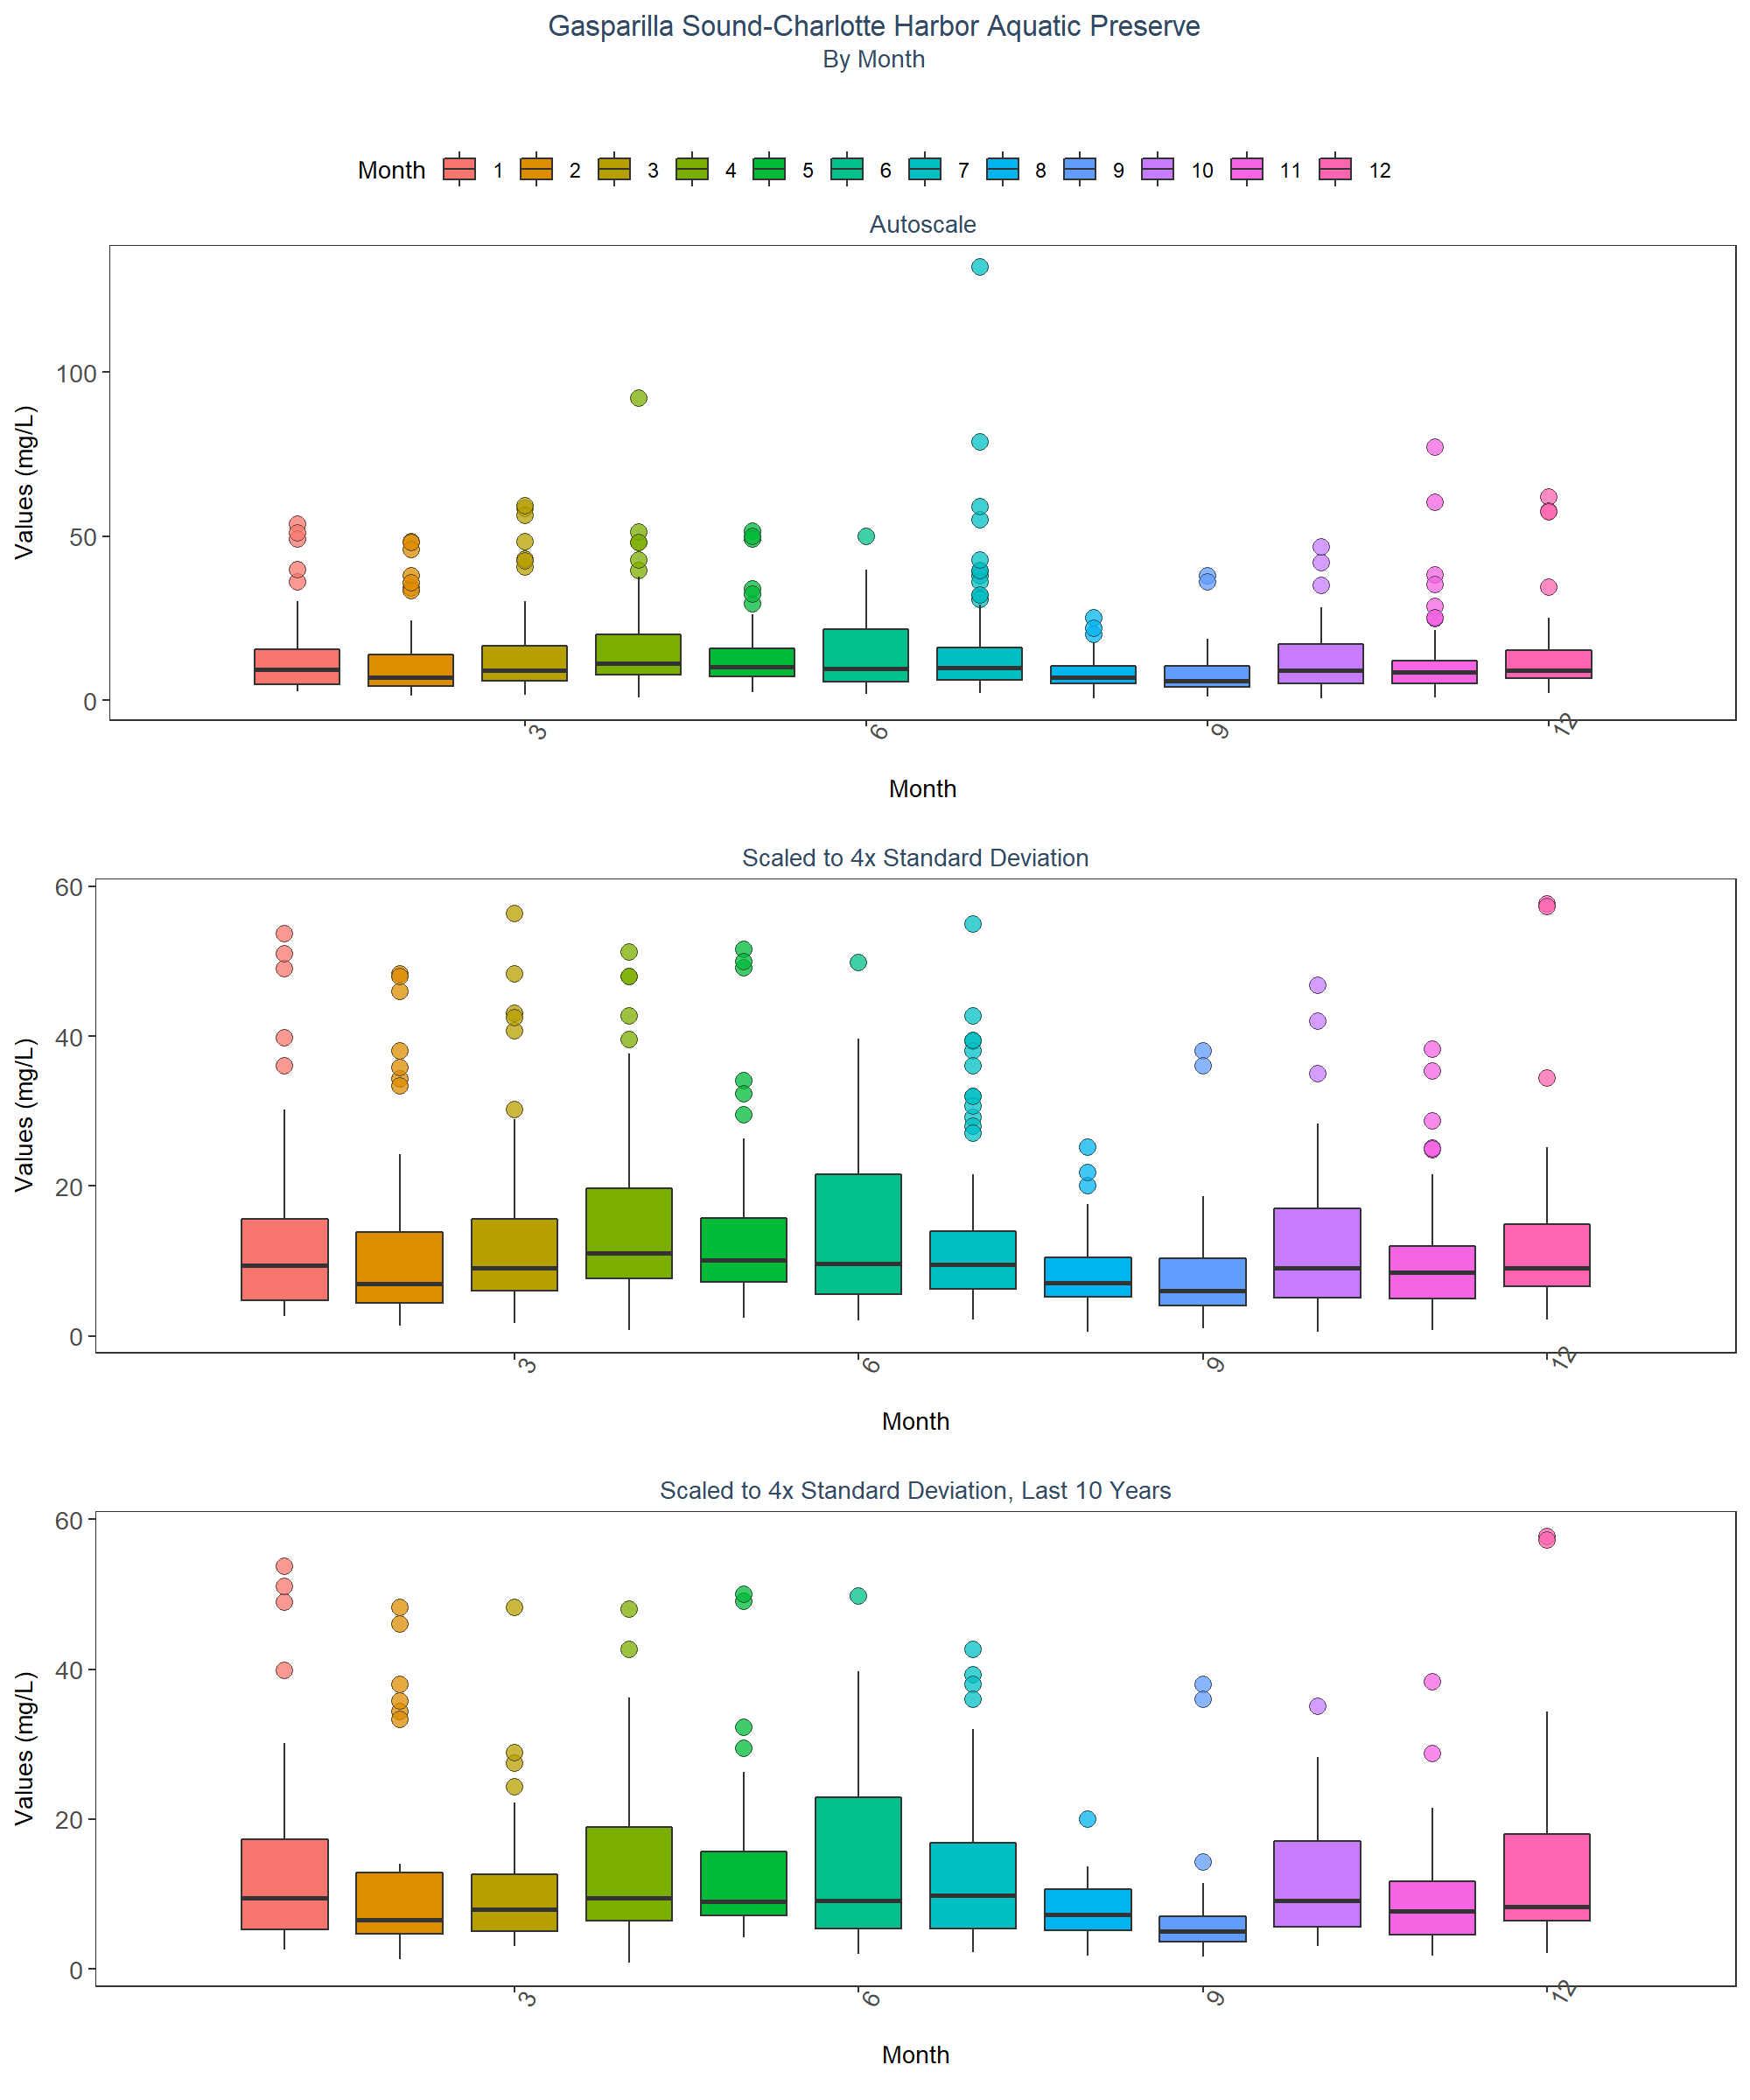 Gasparilla Sound-Charlotte Harbor Aquatic Preserve
By Month
Month 1 2 3 4 5 6 7 8 9 10 11 12
Autoscale
Values (mg/L)
100
50
0
3 6 9 12
Month
Scaled to 4x Standard Deviation
Values (mg/L)
60
40
20
0
3 6 9 12
Month
Scaled to 4x Standard Deviation, Last 10 Years
Values (mg/L)
60
40
20
0
3 6 9 12
Month